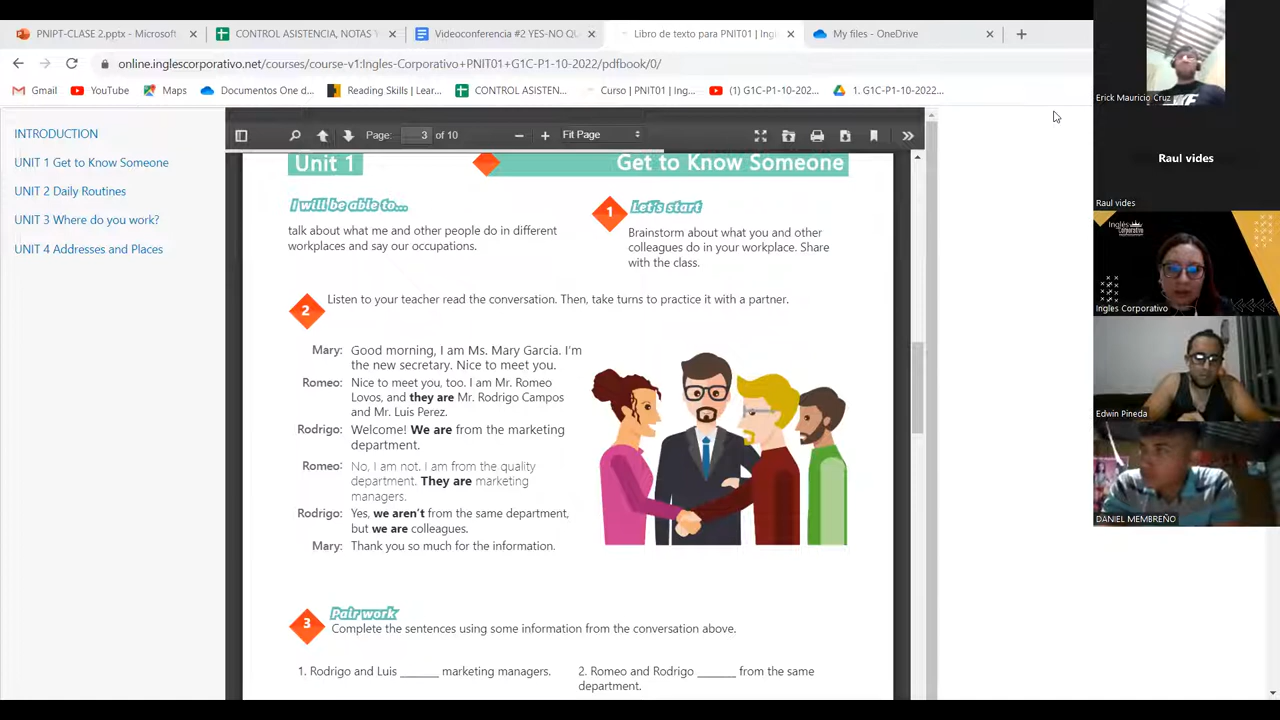 PNIPT-CLASE 2.pptx - Microsoft
CONTROL ASISTENCIA, NOTAS Y
Videoconferencia #2 YES-NO QU
Libro de texto para PNIT01 | Ingl
My files - OneDrive
online.inglescorporativo.net/courses/course-v1:Ingles-Corporativo+PNIT01+G1C-P1-10-2022/pdfbook/0/
Gmail
YouTube
Maps
Documentos One d...
Reading Skills | Lear...
CONTROL ASISTEN...
Curso | PNIT01 | Ing...
(1) G1C-P1-10-202...
1. G1C-P1-10-2022...
INTRODUCTION
UNIT 1 Get to Know Someone
UNIT 2 Daily Routines
UNIT 3 Where do you work?
UNIT 4 Addresses and Places
Page: 3 of 10
Fit Page
Unit 1
Get to Know Someone
I will be able to...
talk about what me and other people do in different
workplaces and say our occupations.
1
Let's start
Brainstorm about what you and other
colleagues do in your workplace. Share
with the class.
2
Listen to your teacher read the conversation. Then, take turns to practice it with a partner.
Mary: Good morning, I am Ms. Mary Garcia. I'm
the new secretary. Nice to meet you.
Romeo: Nice to meet you, too. I am Mr. Romeo
Lovos, and they are Mr. Rodrigo Campos
and Mr. Luis Perez.
Rodrigo: Welcome! We are from the marketing
department.
Romeo: No, I am not. I am from the quality
department. They are marketing
managers.
Rodrigo: Yes, we aren't from the same department,
but we are colleagues.
Mary: Thank you so much for the information.
3
Pair work
Complete the sentences using some information from the conversation above.
1. Rodrigo and Luis ______ marketing managers.
2. Romeo and Rodrigo ______ from the same
department.
Erick Mauricio Cruz
Raul vides
Raul vides
Inglés
Corporativo
Ingles Corporativo
Edwin Pineda
DANIEL MEMBREÑO